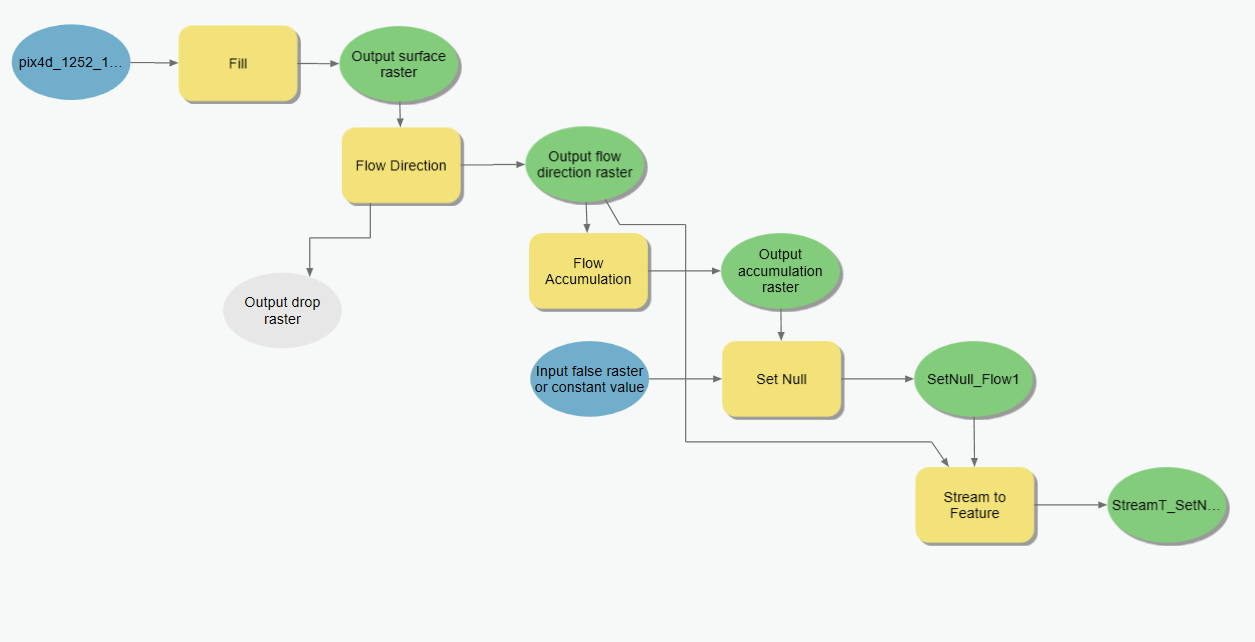 pix4d_1252_1...
Fill
Output surface
raster
Flow Direction
Output flow
direction raster
Output drop
raster
Flow
Accumulation
Output
accumulation
raster
Input false raster
or constant value
Set Null
SetNull_Flow1
Stream to
Feature
StreamT_SetN...